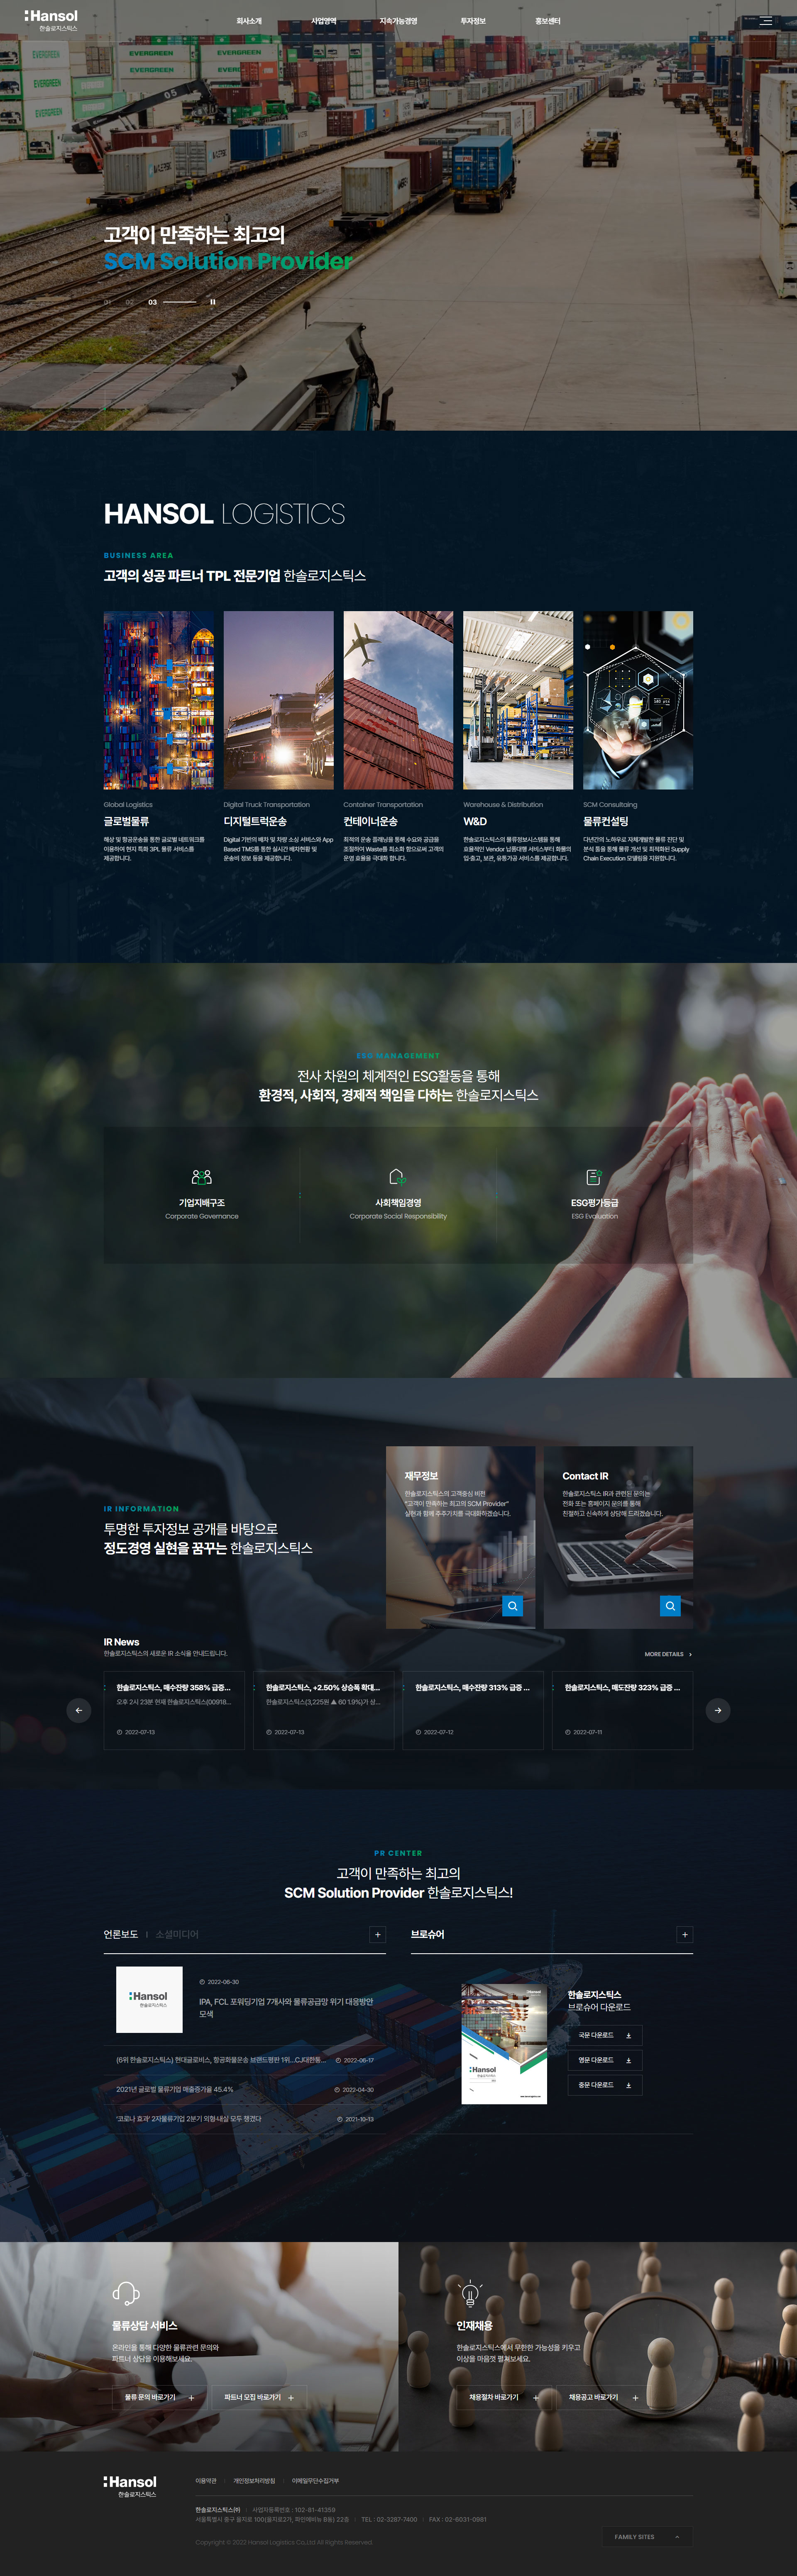 Hansol
한솔로지스틱스
회사소개 사업영역 지속가능경영 투자정보 홍보센터
EVERGREEN EVERGREEN
EVERGREEN EVERGREEN
05
고객이 만족하는 최고의
SCM Solution Provider
01 02 03
HANSOL LOGISTICS
BUSINESS AREA
고객의 성공 파트너 TPL 전문기업 한솔로지스틱스
Global Logistics
글로벌물류
해상 및 항공운송을 통한 글로벌 네트워크를
이용하여 현지 특화 3PL 물류 서비스를
제공합니다.
Digital Truck Transportation
디지털트럭운송
Digital 기반의 배차 및 차량 소싱 서비스와 App
Based TMS를 통한 실시간 배차현황 및
운송비 정보 등을 제공합니다.
Container Transportation
컨테이너운송
최적의 운송 플래닝을 통해 수요와 공급을
조절하여 Waste를 최소화 함으로써 고객의
운영 효율을 극대화 합니다.
Warehouse & Distribution
W&D
한솔로지스틱스의 물류정보시스템을 통해
효율적인 Vendor 납품대행 서비스부터 화물의
입·출고, 보관, 유통가공 서비스를 제공합니다.
SCM Consultaing
물류컨설팅
다년간의 노하우로 자체개발한 물류 진단 및
분석 틀을 통해 물류 개선 및 최적화된 Supply
Chain Execution 모델링을 지원합니다.
ESG MANAGEMENT
전사 차원의 체계적인 ESG활동을 통해
환경적, 사회적, 경제적 책임을 다하는 한솔로지스틱스
기업지배구조
Corporate Governance
사회책임경영
Corporate Social Responsibility
ESG평가등급
ESG Evaluation
IR INFORMATION
투명한 투자정보 공개를 바탕으로
정도경영 실현을 꿈꾸는 한솔로지스틱스
재무정보
한솔로지스틱스의 고객중심 비전
"고객이 만족하는 최고의 SCM Provider"
실현과 함께 주주가치를 극대화하겠습니다.
Contact IR
한솔로지스틱스 IR과 관련된 문의는
전화 또는 홈페이지 문의를 통해
친절하고 신속하게 상담해 드리겠습니다.
IR News
한솔로지스틱스의 새로운 IR 소식을 안내드립니다.
MORE DETAILS
한솔로지스틱스, 매수잔량 358% 급증...
오후 2시 23분 현재 한솔로지스틱스(00918...
2022-07-13
한솔로지스틱스, +2.50% 상승폭 확대...
한솔로지스틱스(3,225원 ▲ 60 1.9%)가 상...
2022-07-13
한솔로지스틱스, 매수잔량 313% 급증 ...
2022-07-12
한솔로지스틱스, 매도잔량 323% 급증 ...
2022-07-11
PR CENTER
고객이 만족하는 최고의
SCM Solution Provider 한솔로지스틱스!
언론보도 소셜미디어
Hansol
한솔로지스틱스
2022-06-30
IPA, FCL 포워딩기업 7개사와 물류공급망 위기 대응방안
모색
(6위 한솔로지스틱스) 현대글로비스, 항공화물운송 브랜드평판 1위...CJ대한통... 2022-06-17
2021년 글로벌 물류기업 매출증가율 45.4% 2022-04-30
'코로나 효과' 2자물류기업 2분기 외형·내실 모두 챙겼다 2021-10-13
브로슈어
Hansol
한솔로지스틱스
브로슈어 다운로드
국문 다운로드
영문 다운로드
중문 다운로드
물류상담 서비스
온라인을 통해 다양한 물류관련 문의와
파트너 상담을 이용해보세요.
물류 문의 바로가기 파트너 모집 바로가기
인재채용
한솔로지스틱스에서 무한한 가능성을 키우고
이상을 마음껏 펼쳐보세요.
채용절차 바로가기 채용공고 바로가기
Hansol
한솔로지스틱스
이용약관 개인정보처리방침 이메일무단수집거부
한솔로지스틱스㈜ 사업자등록번호 : 102-81-41359
서울특별시 중구 을지로 100(을지로2가, 파인에비뉴 B동) 22층 TEL : 02-3287-7400 FAX : 02-6031-0981
Copyright © 2022 Hansol Logistics Co.,Ltd All Rights Reserved.
FAMILY SITES